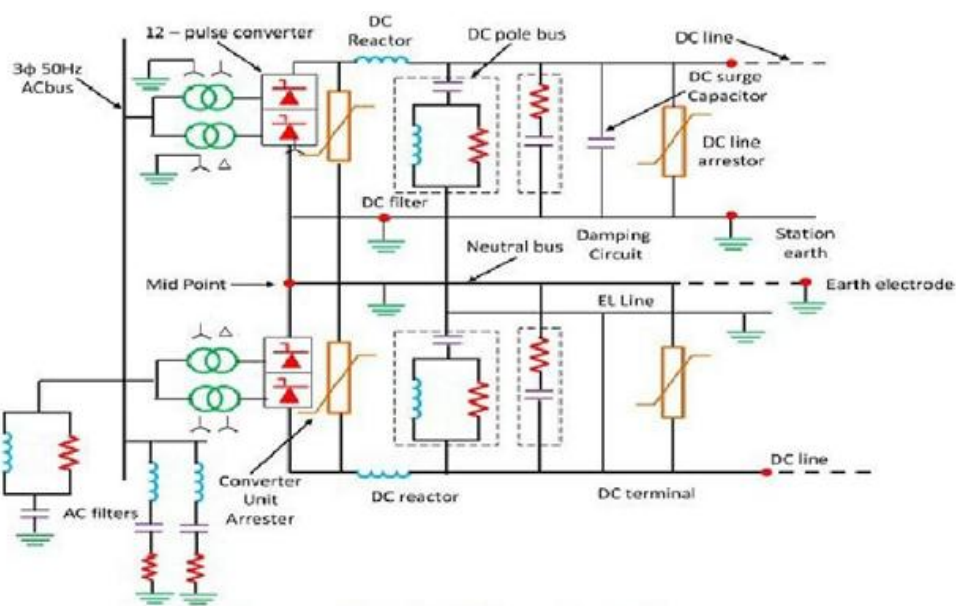 DC
Reactor
12 – pulse converter
DC pole bus
DC line
3ф 50Hz
ACbus
DC surge
Capacitor
DC line
arrestor
DC filter
Damping
Circuit
Station
earth
Neutral bus
Mid Point
Earth electrode
EL Line
Converter
Unit
Arrester
AC filters
DC reactor
DC terminal
DC line